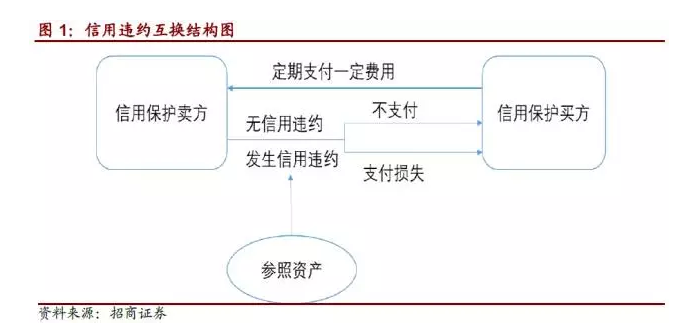 图 1：信用违约互换结构图
定期支付一定费用
信用保护卖方
信用保护买方
无信用违约
不支付
发生信用违约
支付损失
参照资产
资料来源：招商证券